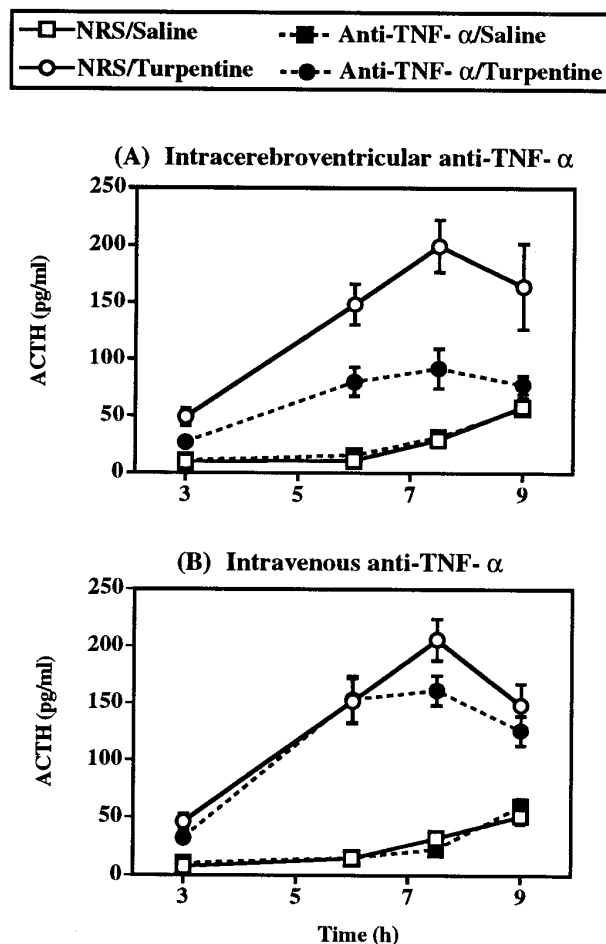 NRS/Saline
Anti-TNF- α/Saline
NRS/Turpentine
Anti-TNF- α/Turpentine
(A) Intracerebroventricular anti-TNF- α
250
200
150
100
50
0
ACTH (pg/ml)
3 5 7 9
(B) Intravenous anti-TNF- α
250
200
150
100
50
0
ACTH (pg/ml)
3 5 7 9
Time (h)